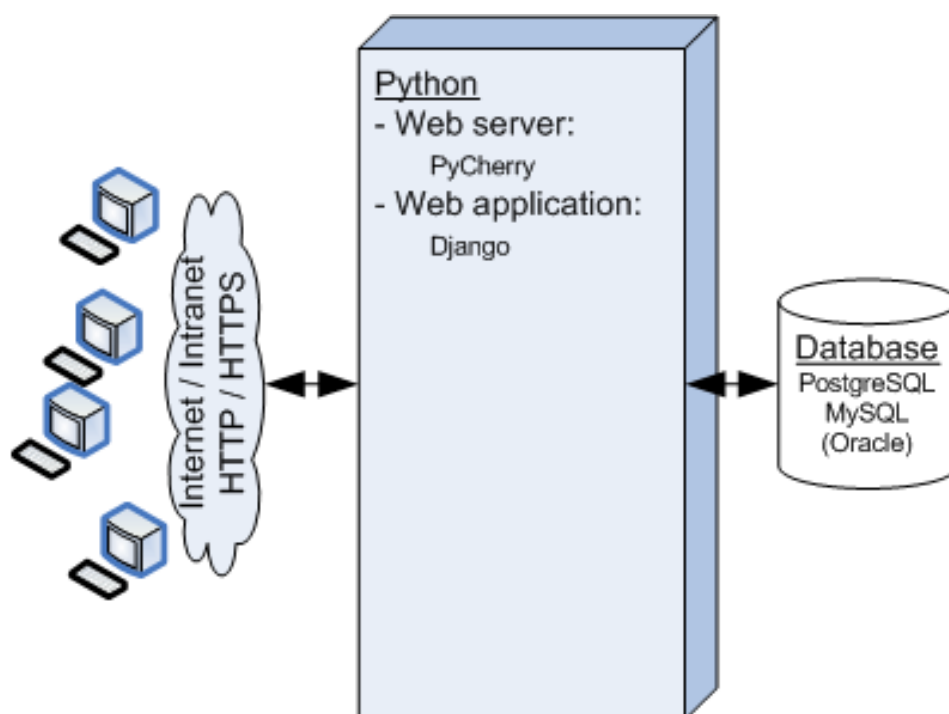 Python
- Web server:
PyCherry
- Web application:
Django
Internet / Intranet
HTTP / HTTPS
Database
PostgreSQL
MySQL
(Oracle)